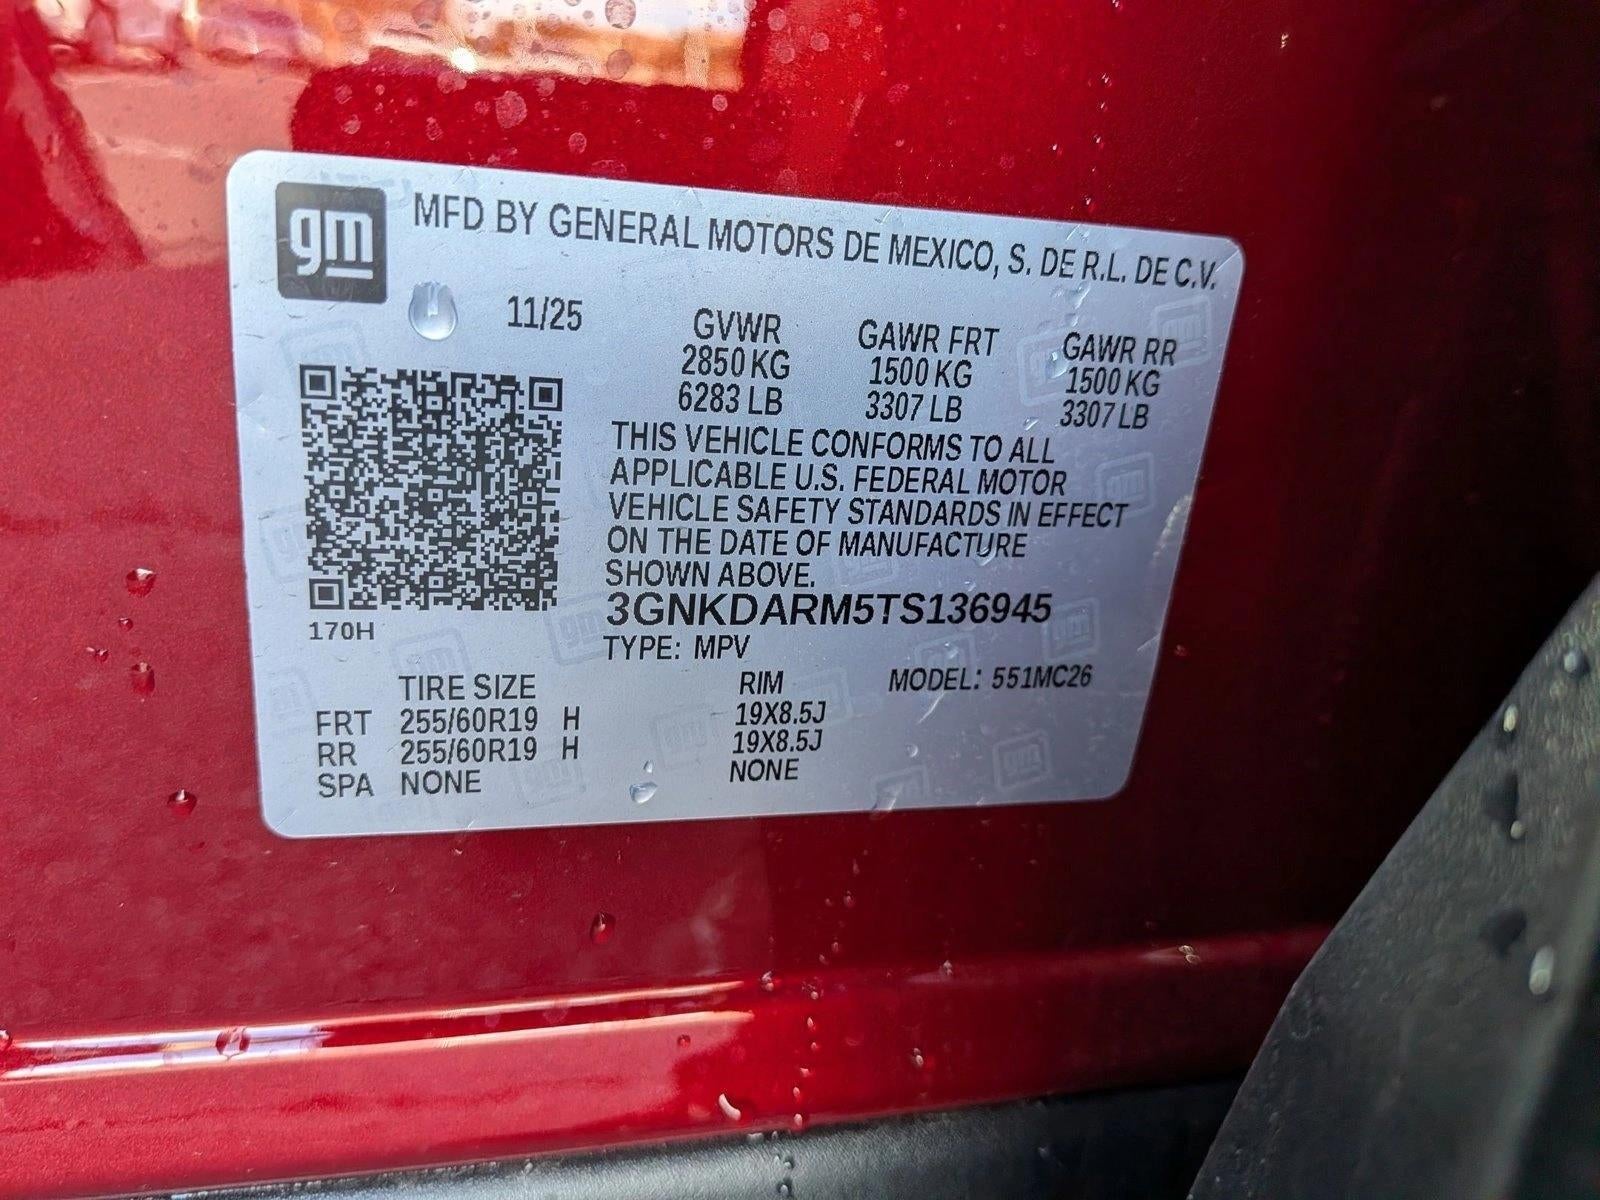 gm MFD BY GENERAL MOTORS DE MEXICO, S. DE R.L. DE C.V.
11/25
GVWR GAWR FRT GAWR RR
2850 KG 1500 KG 1500 KG
6283 LB 3307 LB 3307 LB
THIS VEHICLE CONFORMS TO ALL
APPLICABLE U.S. FEDERAL MOTOR
VEHICLE SAFETY STANDARDS IN EFFECT
ON THE DATE OF MANUFACTURE
SHOWN ABOVE.
3GNKDARM5TS136945
170H
TYPE: MPV
TIRE SIZE RIM MODEL: 551MC26
FRT 255/60R19 H 19X8.5J
RR 255/60R19 H 19X8.5J
SPA NONE NONE